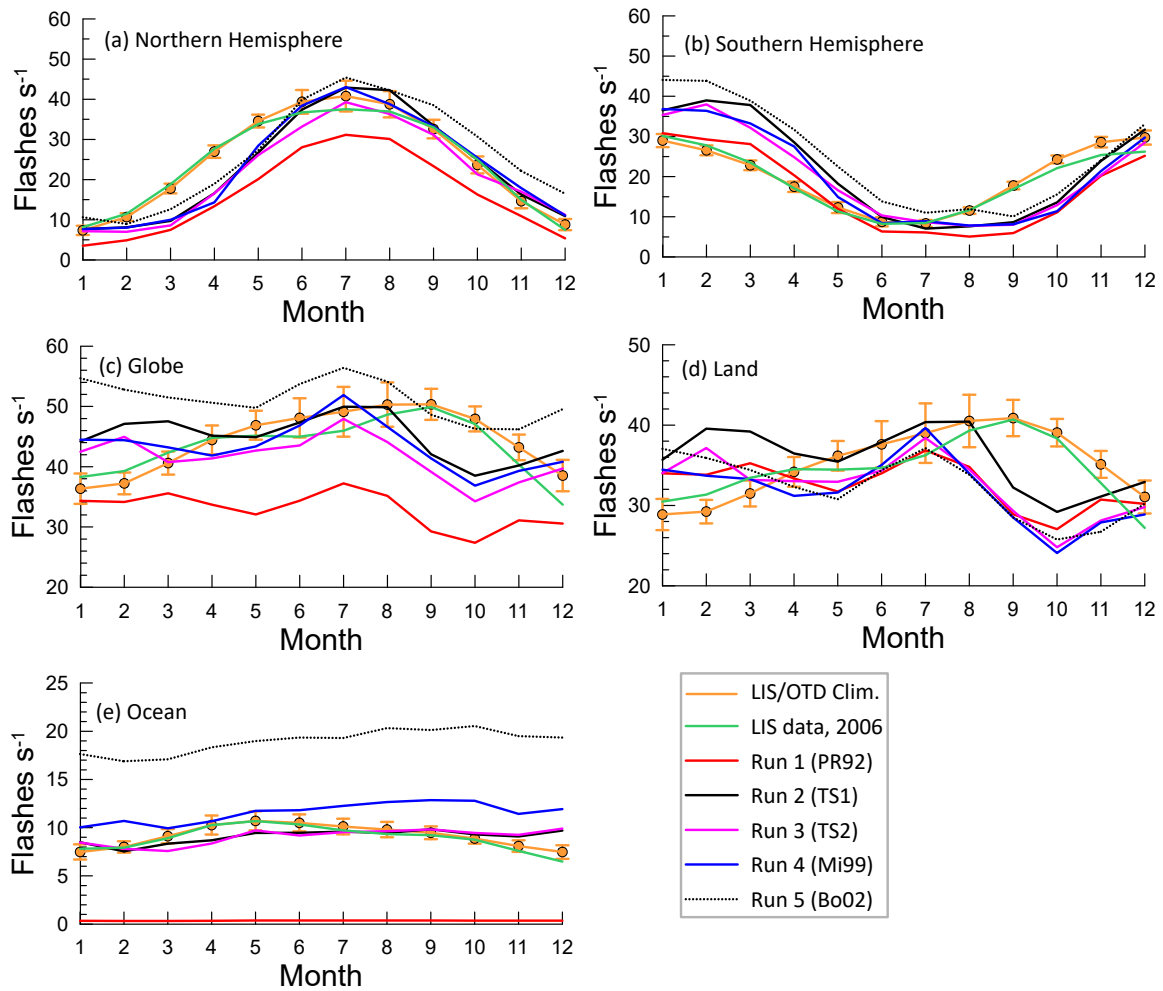 (a) Northern Hemisphere
60
50
40
30
20
10
0
Flashes s⁻¹
1 2 3 4 5 6 7 8 9 10 11 12
Month
(b) Southern Hemisphere
60
50
40
30
20
10
0
Flashes s⁻¹
1 2 3 4 5 6 7 8 9 10 11 12
Month
(c) Globe
60
50
40
30
20
Flashes s⁻¹
1 2 3 4 5 6 7 8 9 10 11 12
Month
(d) Land
50
40
30
20
Flashes s⁻¹
1 2 3 4 5 6 7 8 9 10 11 12
Month
(e) Ocean
25
20
15
10
5
0
Flashes s⁻¹
1 2 3 4 5 6 7 8 9 10 11 12
Month
LIS/OTD Clim.
LIS data, 2006
Run 1 (PR92)
Run 2 (TS1)
Run 3 (TS2)
Run 4 (Mi99)
Run 5 (Bo02)